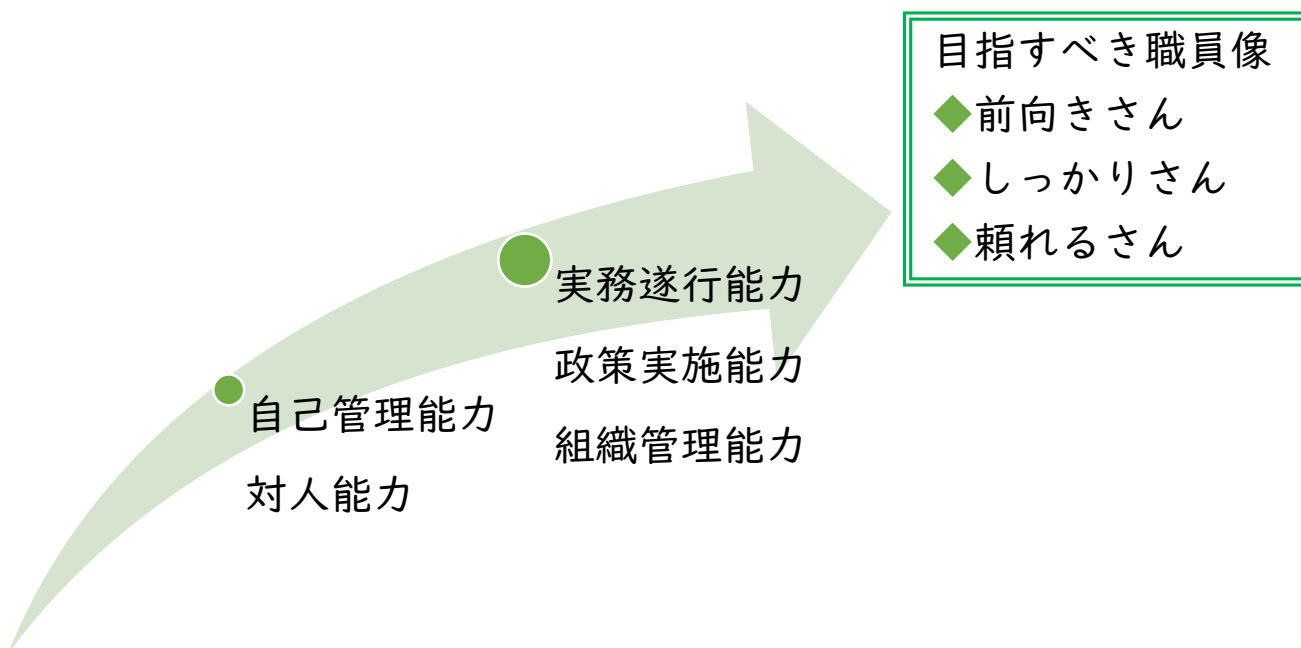 目指すべき職員像
◆前向きさん
◆しっかりさん
◆頼れるさん
実務遂行能力
政策実施能力
組織管理能力
自己管理能力
対人能力